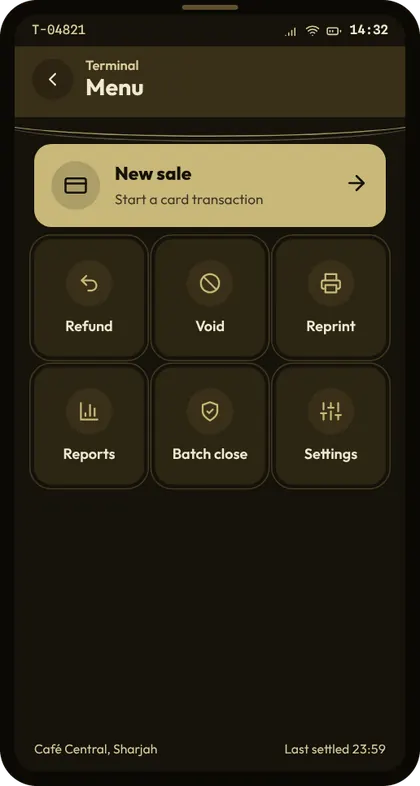 T-04821
14:32
Terminal
Menu
New sale
Start a card transaction
Refund
Void
Reprint
Reports
Batch close
Settings
Café Central, Sharjah
Last settled 23:59